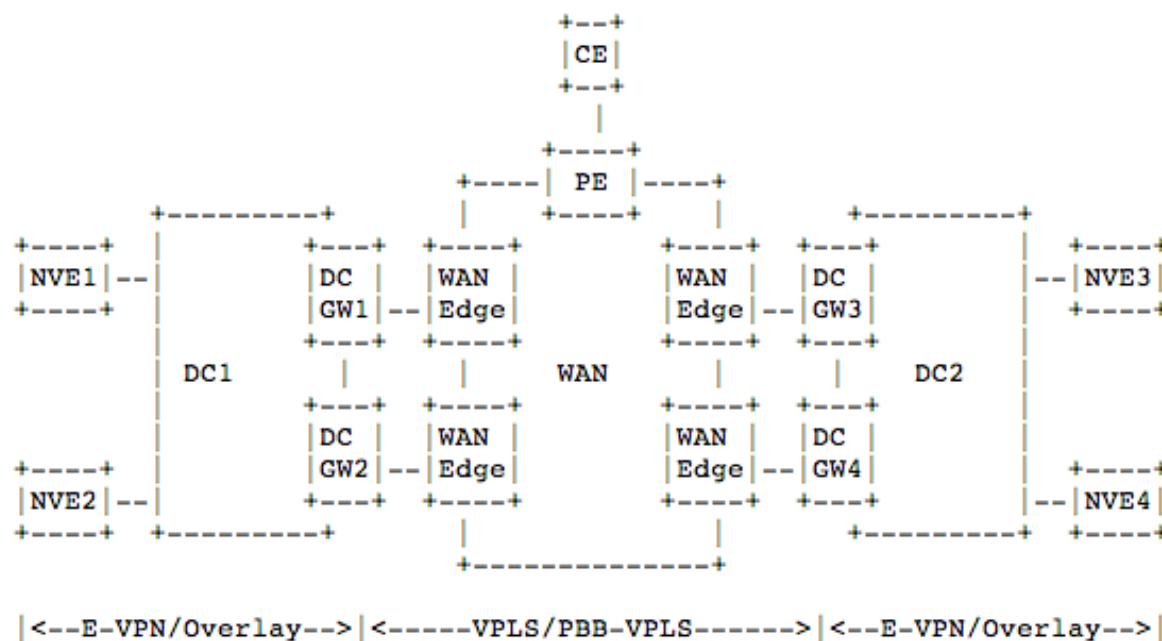 CE
PE
NVE1 DC WAN WAN DC NVE3
GW1 Edge Edge GW3
DC1 WAN DC2
DC WAN WAN DC
GW2 Edge Edge GW4
NVE2 NVE4
|<--E-VPN/Overlay-->|<-----VPLS/PBB-VPLS------>|<--E-VPN/Overlay-->|